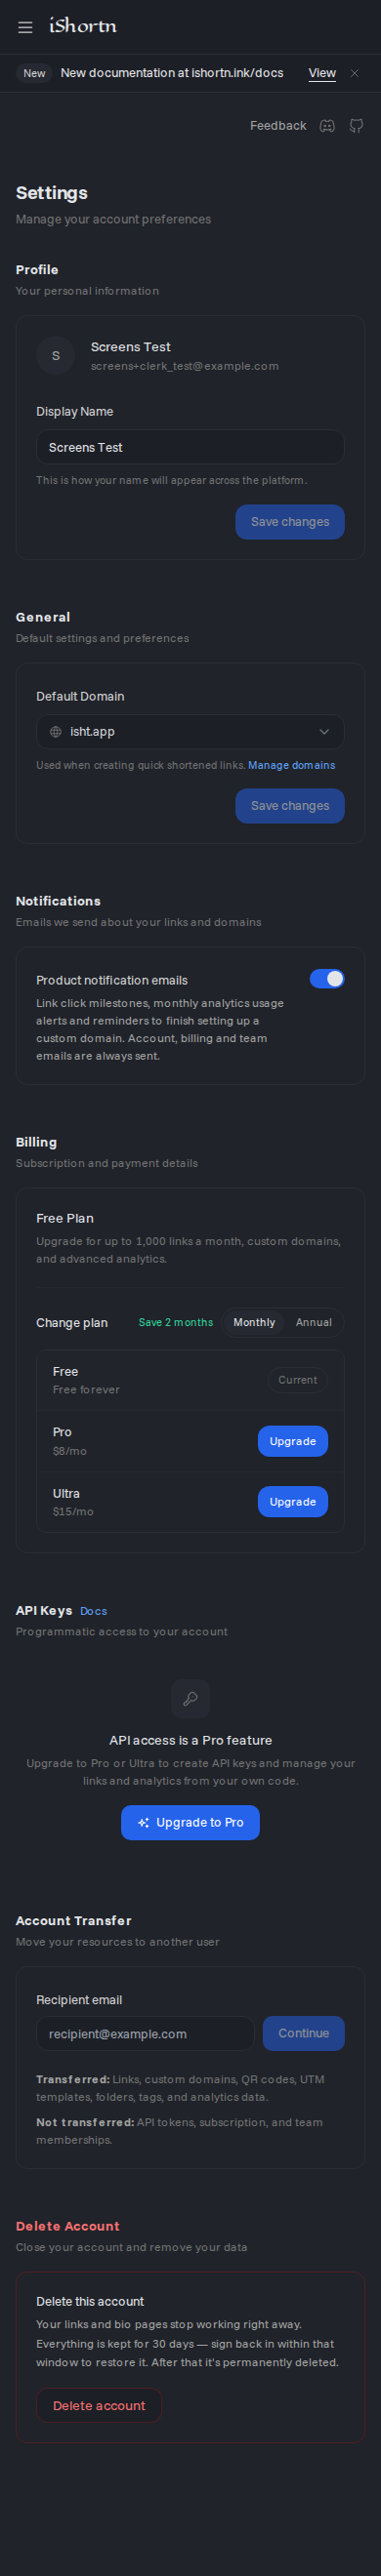 iShortn
New New documentation at ishortn.ink/docs View
Feedback
Settings
Manage your account preferences
Profile
Your personal information
S
Screens Test
screens+clerk_test@example.com
Display Name
Screens Test
This is how your name will appear across the platform.
Save changes
General
Default settings and preferences
Default Domain
isht.app
Used when creating quick shortened links. Manage domains
Save changes
Notifications
Emails we send about your links and domains
Product notification emails
Link click milestones, monthly analytics usage
alerts and reminders to finish setting up a
custom domain. Account, billing and team
emails are always sent.
Billing
Subscription and payment details
Free Plan
Upgrade for up to 1,000 links a month, custom domains,
and advanced analytics.
Change plan Save 2 months Monthly Annual
Free
Free forever
Current
Pro
$8/mo
Upgrade
Ultra
$15/mo
Upgrade
API Keys Docs
Programmatic access to your account
API access is a Pro feature
Upgrade to Pro or Ultra to create API keys and manage your
links and analytics from your own code.
Upgrade to Pro
Account Transfer
Move your resources to another user
Recipient email
recipient@example.com Continue
Transferred: Links, custom domains, QR codes, UTM
templates, folders, tags, and analytics data.
Not transferred: API tokens, subscription, and team
memberships.
Delete Account
Close your account and remove your data
Delete this account
Your links and bio pages stop working right away.
Everything is kept for 30 days — sign back in within that
window to restore it. After that it's permanently deleted.
Delete account